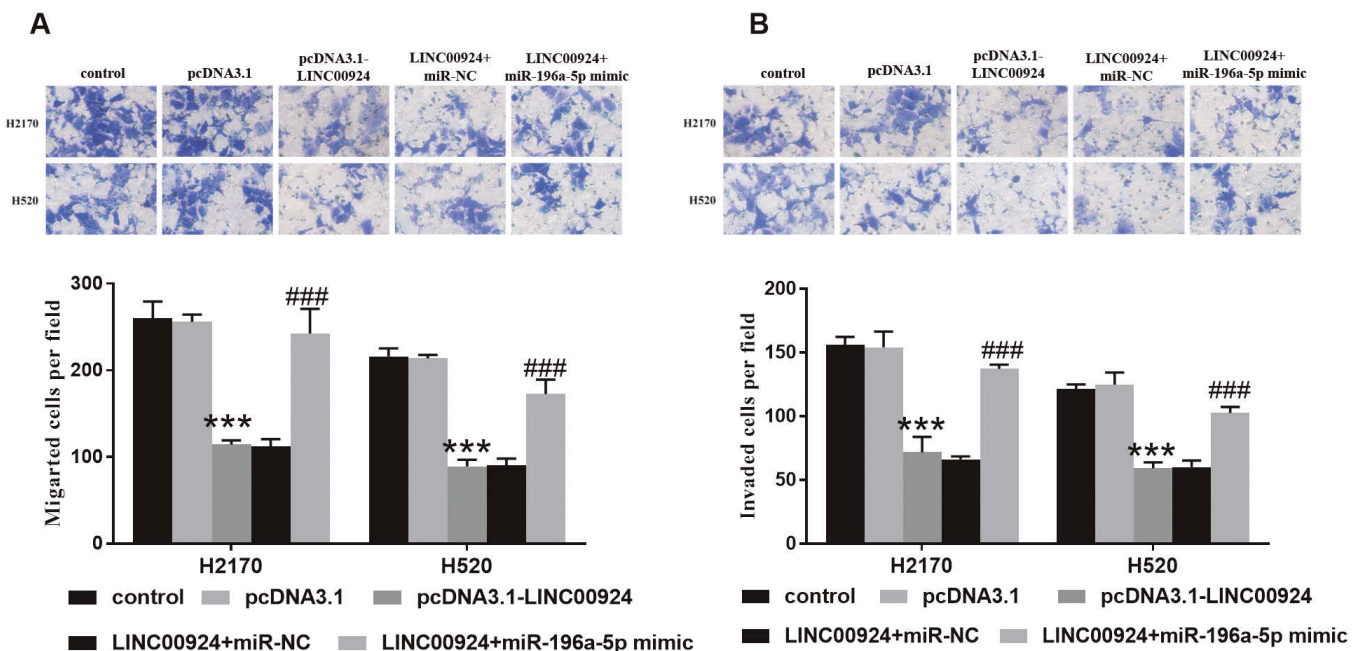 A
control
pcDNA3.1
pcDNA3.1-
LINC00924
LINC00924+
miR-NC
LINC00924+
miR-196a-5p mimic
H2170
H520
Migarted cells per field
300
200
100
0
***
###
***
###
H2170
H520
control
pcDNA3.1
pcDNA3.1-LINC00924
LINC00924+miR-NC
LINC00924+miR-196a-5p mimic
B
control
pcDNA3.1
pcDNA3.1-
LINC00924
LINC00924+
miR-NC
LINC00924+
miR-196a-5p mimic
H2170
H520
Invaded cells per field
200
150
100
50
0
***
###
***
###
H2170
H520
control
pcDNA3.1
pcDNA3.1-LINC00924
LINC00924+miR-NC
LINC00924+miR-196a-5p mimic